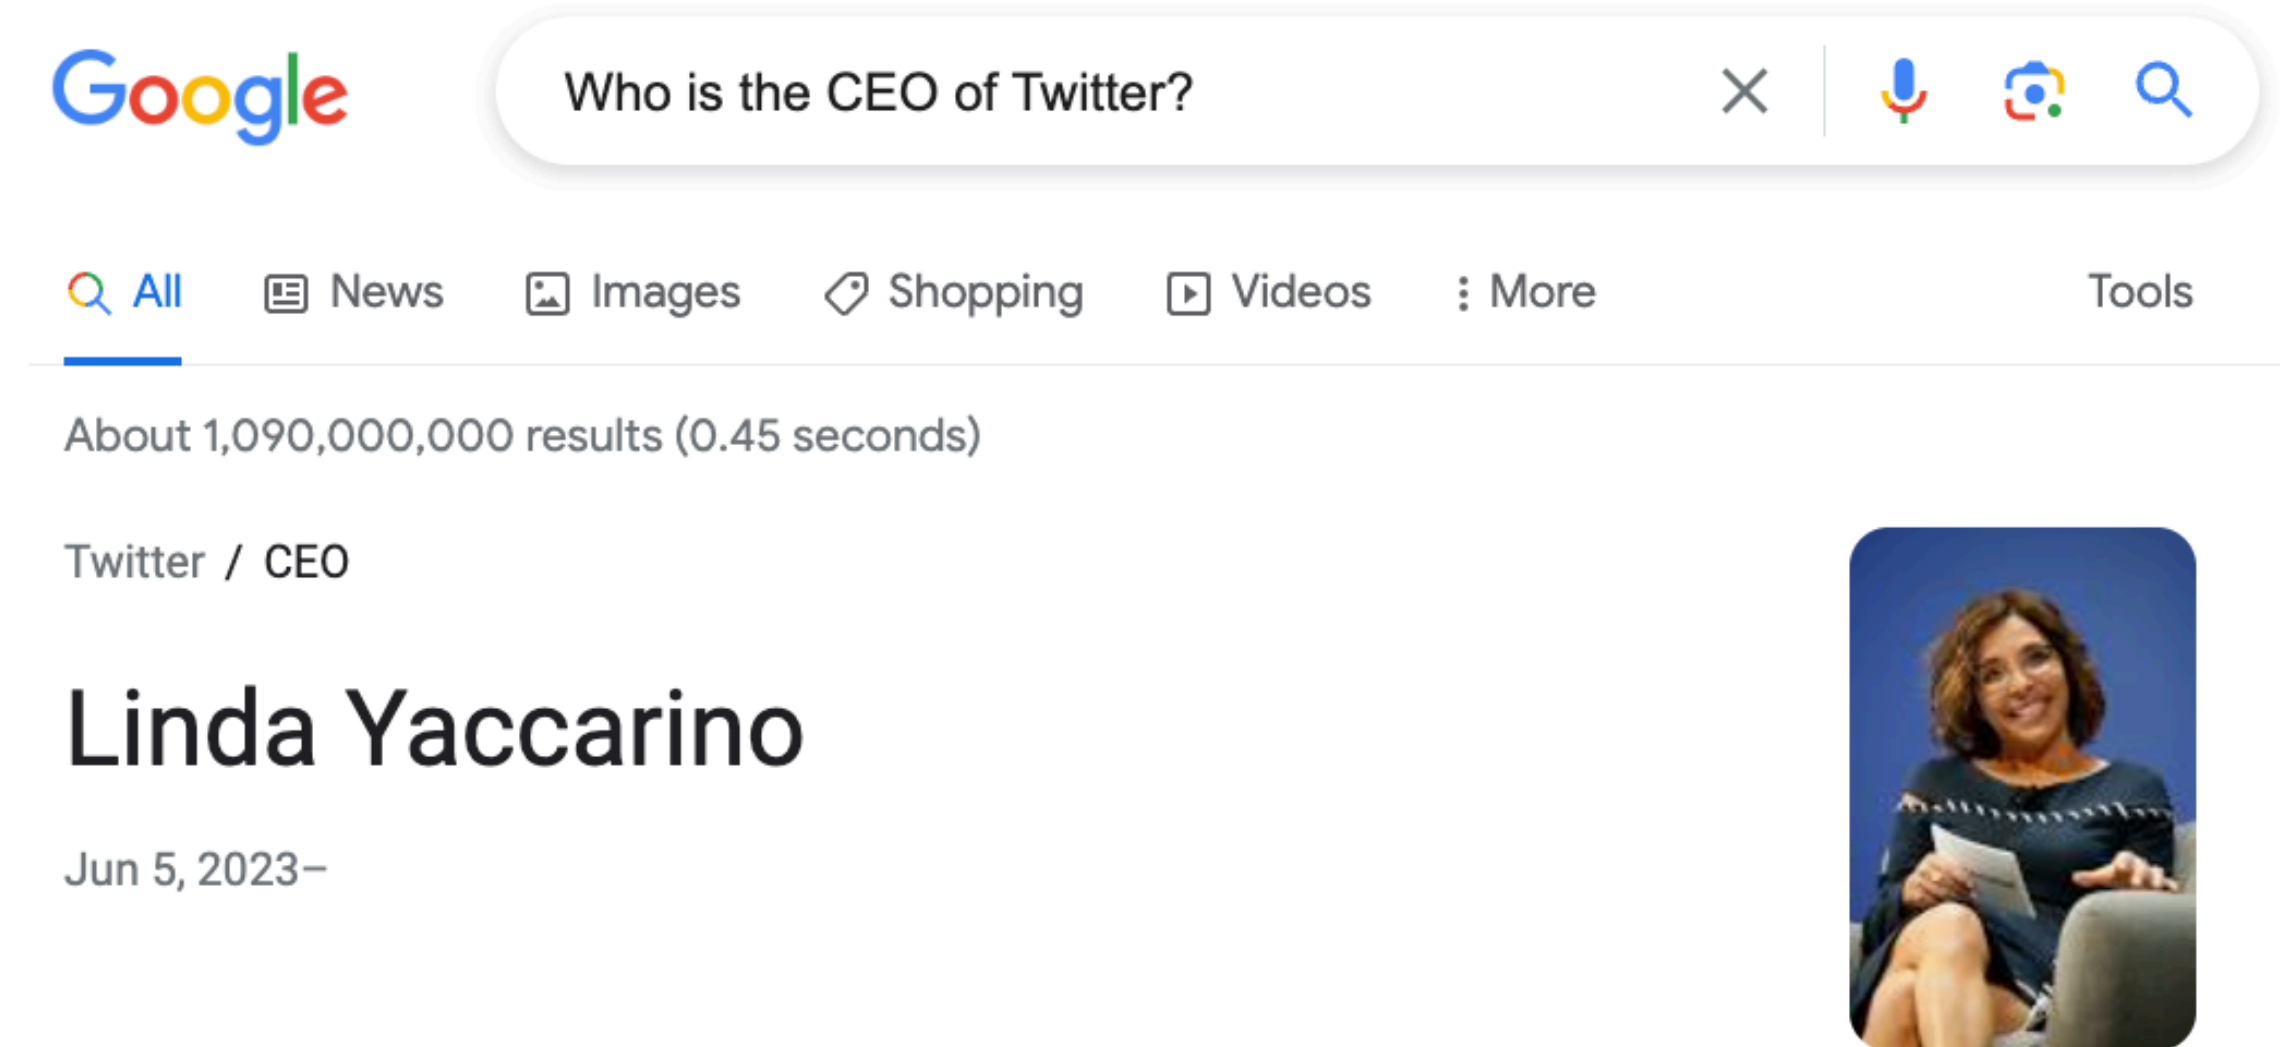 Google
Who is the CEO of Twitter?
All News Images Shopping Videos More Tools
About 1,090,000,000 results (0.45 seconds)
Twitter / CEO
Linda Yaccarino
Jun 5, 2023–